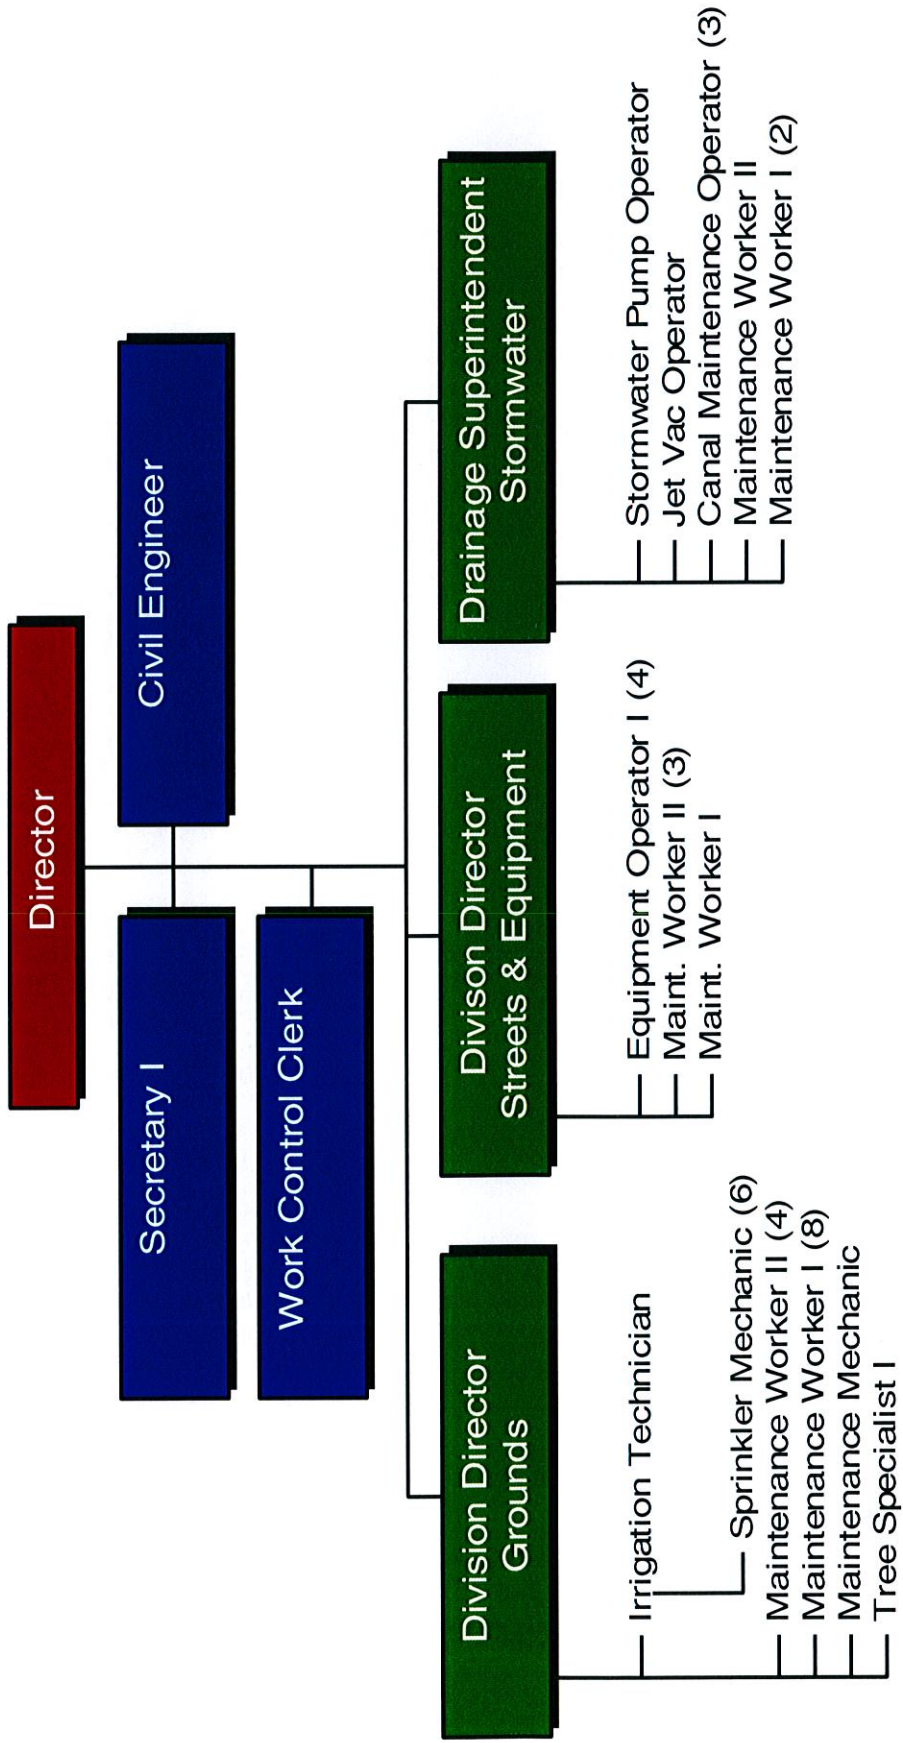 Director
Secretary I
Civil Engineer
Work Control Clerk
Division Director
Grounds
Irrigation Technician
Sprinkler Mechanic (6)
Maintenance Worker II (4)
Maintenance Worker I (8)
Maintenance Mechanic
Tree Specialist I
Divison Director
Streets & Equipment
Equipment Operator I (4)
Maint. Worker II (3)
Maint. Worker I
Drainage Superintendent
Stormwater
Stormwater Pump Operator
Jet Vac Operator
Canal Maintenance Operator (3)
Maintenance Worker II
Maintenance Worker I (2)